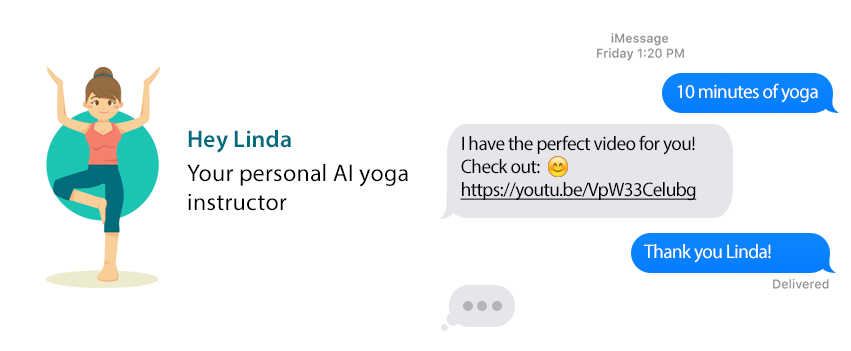 Hey Linda
Your personal AI yoga
instructor
iMessage
Friday 1:20 PM
10 minutes of yoga
I have the perfect video for you!
Check out: 😊
https://youtu.be/VpW33Celubg
Thank you Linda!
Delivered